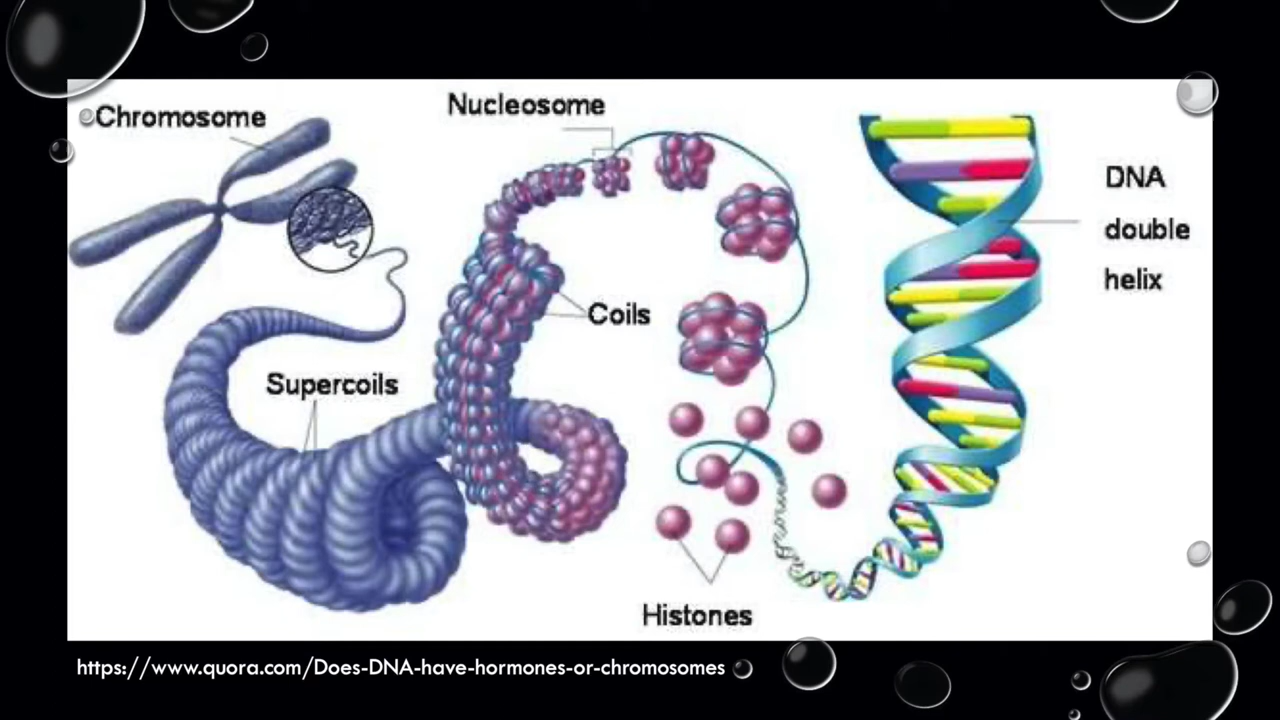 Chromosome
Nucleosome
DNA
double
helix
Coils
Supercoils
Histones
https://www.quora.com/Does-DNA-have-hormones-or-chromosomes